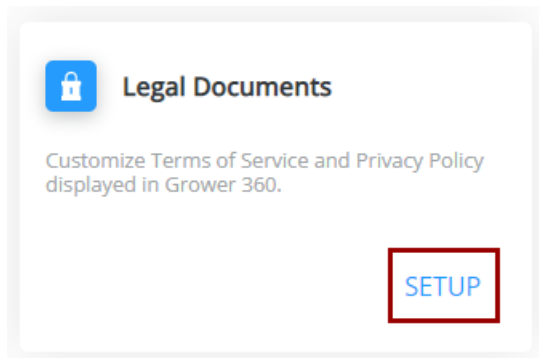 Legal Documents
Customize Terms of Service and Privacy Policy
displayed in Grower 360.
SETUP